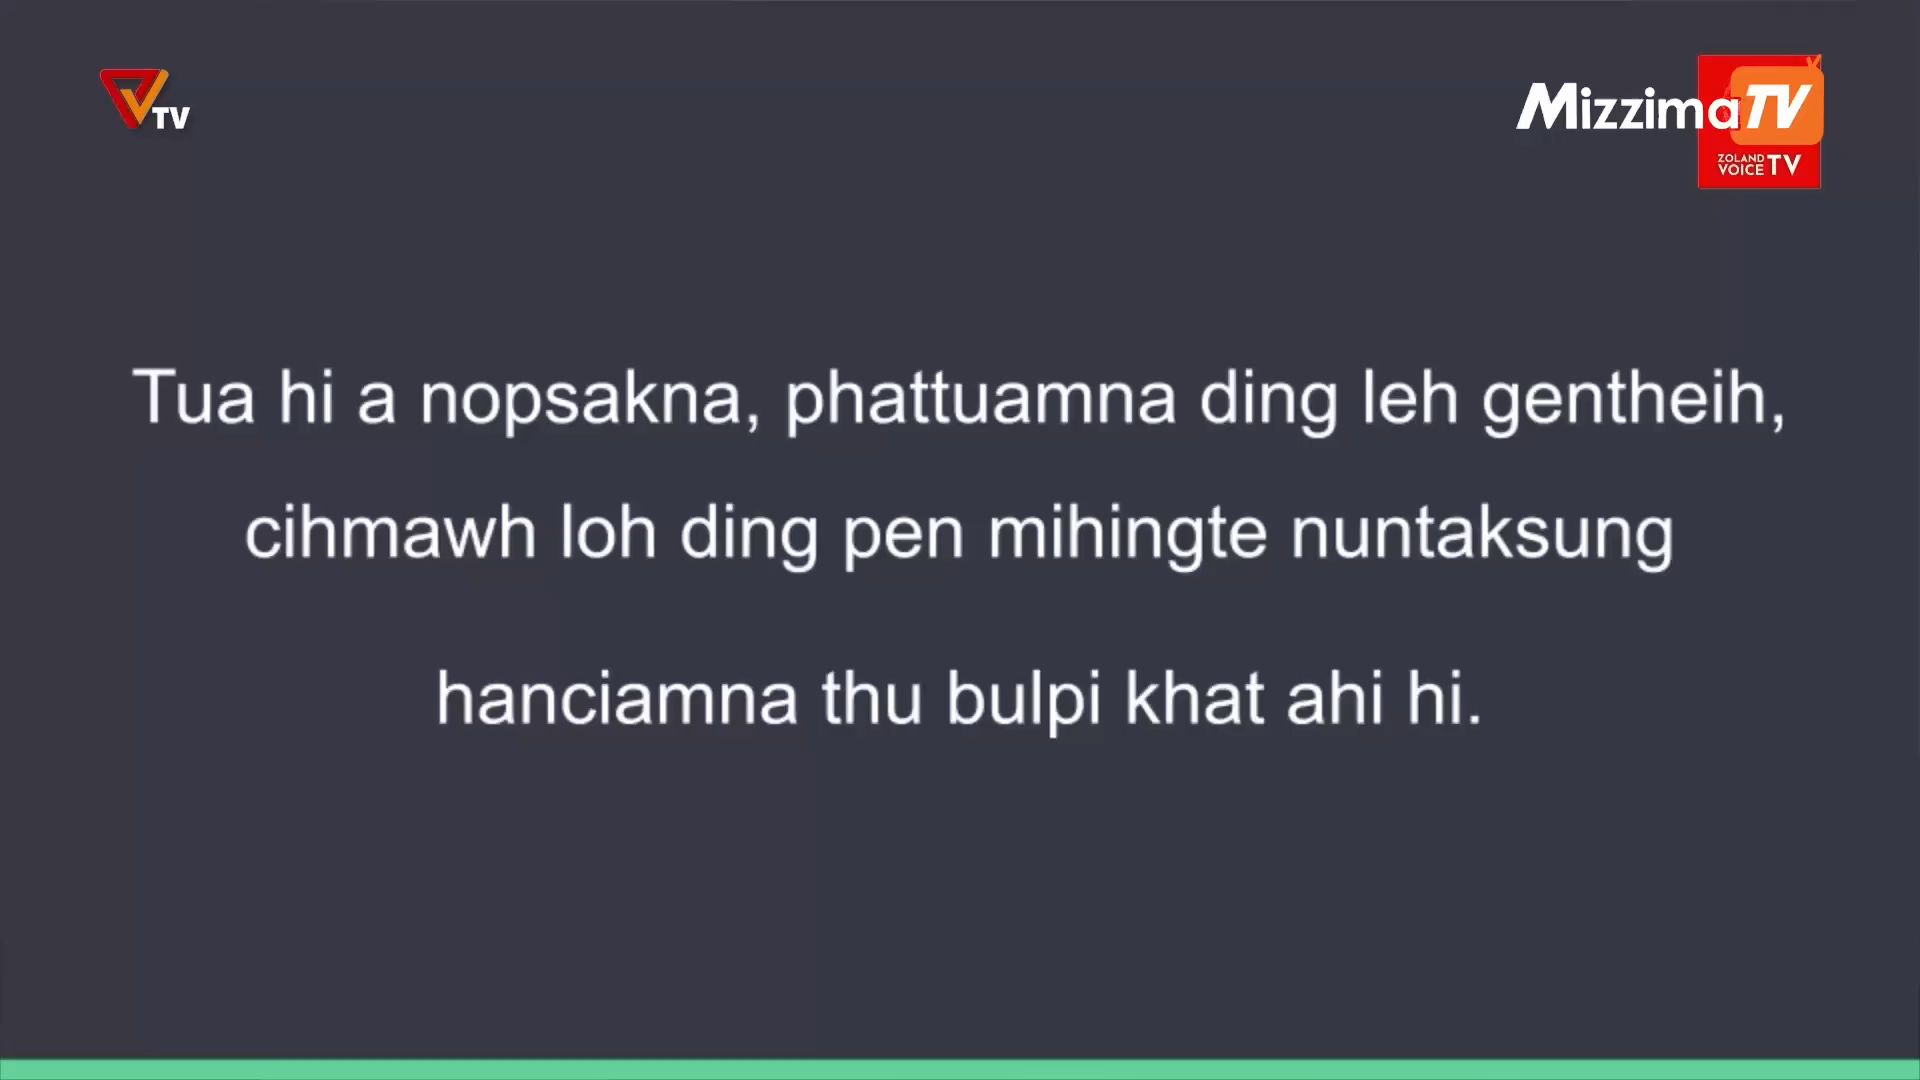 TV
MizzimaTV
ZOLAND
VOICE TV
Tua hi a nopsakna, phattuamna ding leh gentheih,
cihmawh loh ding pen mihingte nuntaksung
hanciamna thu bulpi khat ahi hi.